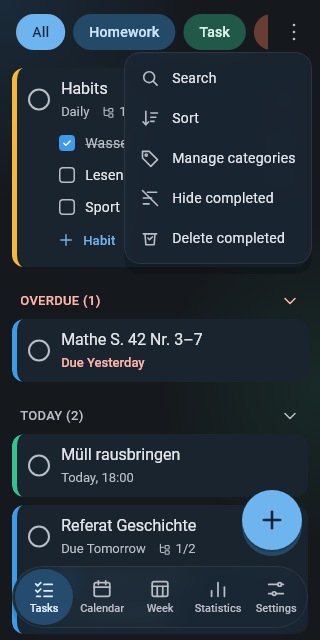 All Homework Task
Search
Sort
Manage categories
Hide completed
Delete completed
Habits
Daily 1
Wasse
Lesen
Sport
+ Habit
OVERDUE (1)
Mathe S. 42 Nr. 3–7
Due Yesterday
TODAY (2)
Müll rausbringen
Today, 18:00
Referat Geschichte
Due Tomorrow 1/2
Tasks Calendar Week Statistics Settings